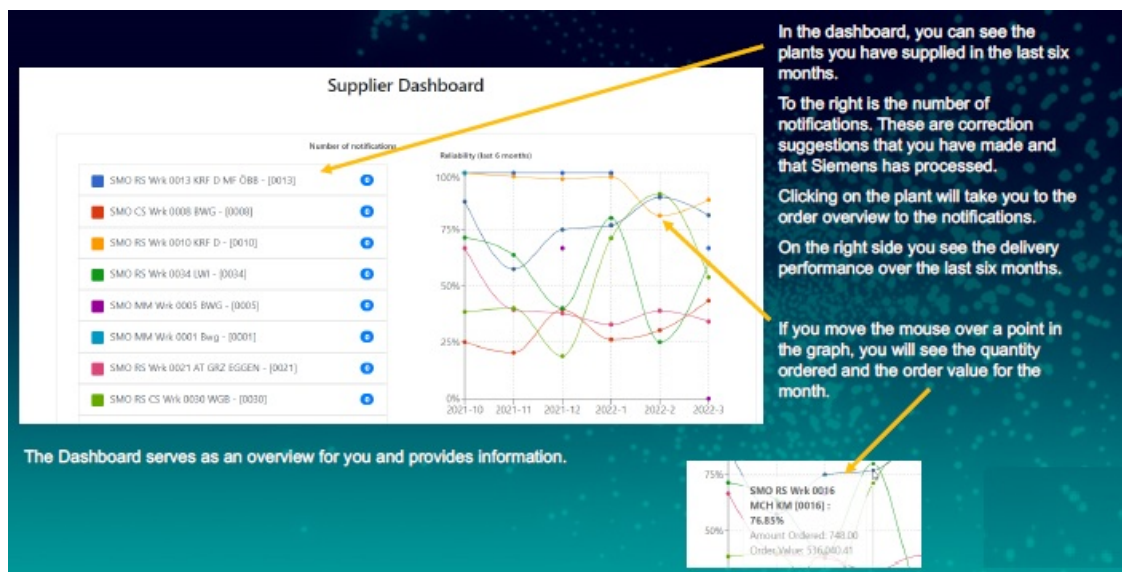 In the dashboard, you can see the
plants you have supplied in the last six
months.
To the right is the number of
notifications. These are correction
suggestions that you have made and
that Siemens has processed.
Clicking on the plant will take you to the
order overview to the notifications.
On the right side you see the delivery
performance over the last six months.
If you move the mouse over a point in
the graph, you will see the quantity
ordered and the order value for the
month.
Supplier Dashboard
Number of notifications
SMO RS Wrk 0013 KRF D MF ÖBB - [0013]
SMO CS Wrk 0008 BWG - [0008]
SMO RS Wrk 0010 KRF D - [0010]
SMO RS Wrk 0034 LWI - [0034]
SMO MM Wrk 0005 BWG - [0005]
SMO MM Wrk 0001 Bwg - [0001]
SMO RS Wrk 0021 AT GRZ EGGEN - [0021]
SMO RS CS Wrk 0030 WGB - [0030]
Reliability (last 6 months)
100%
75%
50%
25%
0%
2021-10 2021-11 2021-12 2022-1 2022-2 2022-3
The Dashboard serves as an overview for you and provides information.
75%
50%
SMO RS Wrk 0016
MCH KM [0016] :
76.85%
Amount Ordered: 748.00
Order Value: 536,040.41